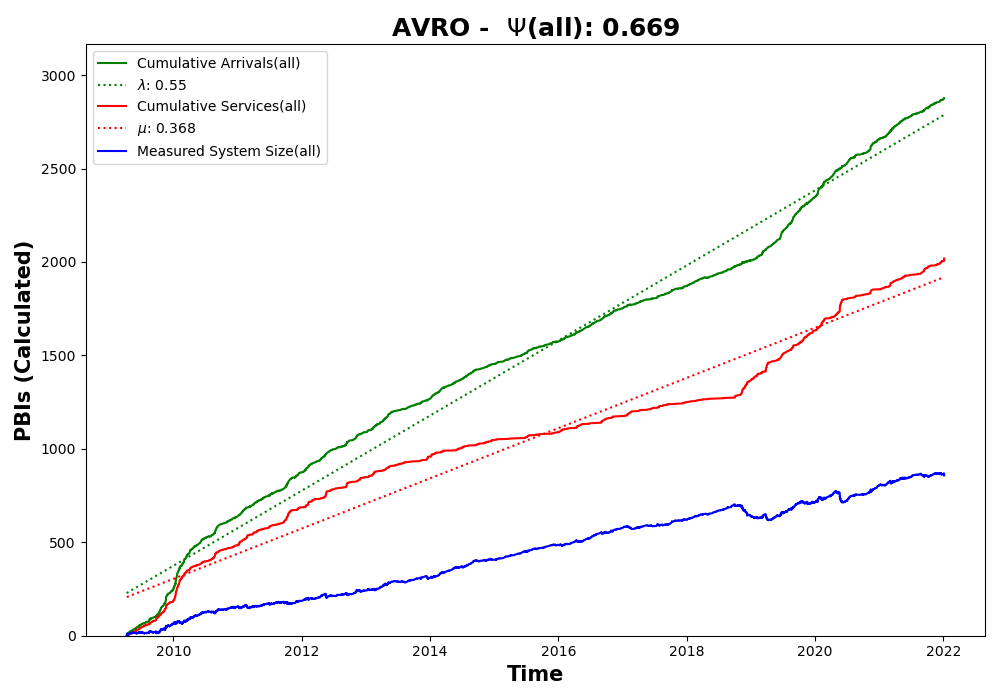 AVRO - Ψ(all): 0.669
Cumulative Arrivals(all)
λ: 0.55
Cumulative Services(all)
μ: 0.368
Measured System Size(all)
PBIs (Calculated)
3000
2500
2000
1500
1000
500
0
2010 2012 2014 2016 2018 2020 2022
Time